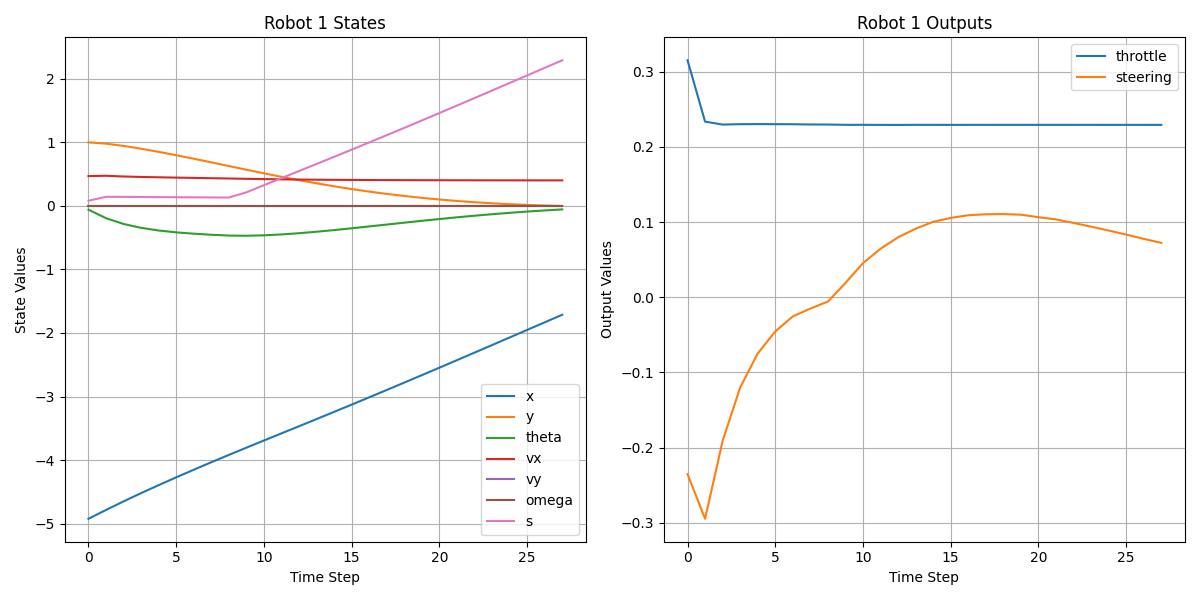 Robot 1 States
State Values
2
1
0
−1
−2
−3
−4
−5
0 5 10 15 20 25
Time Step
x
y
theta
vx
vy
omega
s
Robot 1 Outputs
Output Values
0.3
0.2
0.1
0.0
−0.1
−0.2
−0.3
0 5 10 15 20 25
Time Step
throttle
steering